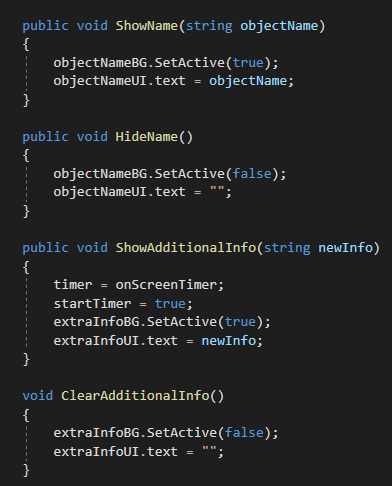 public void ShowName(string objectName)
{
    objectNameBG.SetActive(true);
    objectNameUI.text = objectName;
}

public void HideName()
{
    objectNameBG.SetActive(false);
    objectNameUI.text = "";
}

public void ShowAdditionalInfo(string newInfo)
{
    timer = onScreenTimer;
    startTimer = true;
    extraInfoBG.SetActive(true);
    extraInfoUI.text = newInfo;
}

void ClearAdditionalInfo()
{
    extraInfoBG.SetActive(false);
    extraInfoUI.text = "";
}